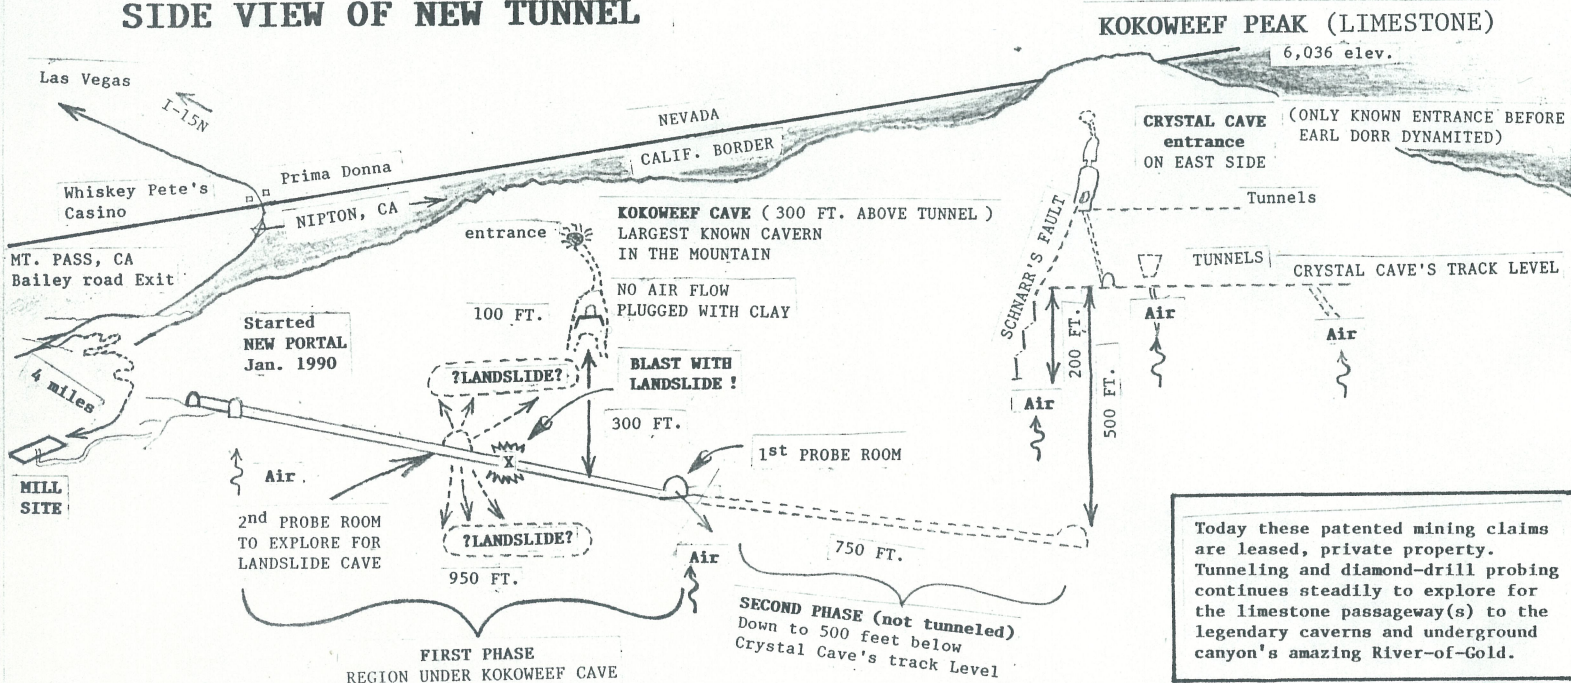 SIDE VIEW OF NEW TUNNEL
KOKOWEEF PEAK (LIMESTONE)
6,036 elev.
Las Vegas
I-15N
NEVADA
CALIF. BORDER
CRYSTAL CAVE
entrance
ON EAST SIDE
(ONLY KNOWN ENTRANCE BEFORE
EARL DORR DYNAMITED)
Prima Donna
Whiskey Pete's
Casino
NIPTON, CA
Tunnels
KOKOWEEF CAVE ( 300 FT. ABOVE TUNNEL )
LARGEST KNOWN CAVERN
IN THE MOUNTAIN
entrance
SCHNARR'S FAULT
MT. PASS, CA
Bailey road Exit
TUNNELS
CRYSTAL CAVE'S TRACK LEVEL
NO AIR FLOW
PLUGGED WITH CLAY
100 FT.
Started
NEW PORTAL
Jan. 1990
Air
Air
200 FT.
500 FT.
4 miles
?LANDSLIDE?
BLAST WITH
LANDSLIDE !
Air
300 FT.
1st PROBE ROOM
X
Air
MILL
SITE
2nd PROBE ROOM
TO EXPLORE FOR
LANDSLIDE CAVE
?LANDSLIDE?
950 FT.
Air
750 FT.
SECOND PHASE (not tunneled)
Down to 500 feet below
Crystal Cave's track Level
FIRST PHASE
REGION UNDER KOKOWEEF CAVE
Today these patented mining claims
are leased, private property.
Tunneling and diamond-drill probing
continues steadily to explore for
the limestone passageway(s) to the
legendary caverns and underground
canyon's amazing River-of-Gold.